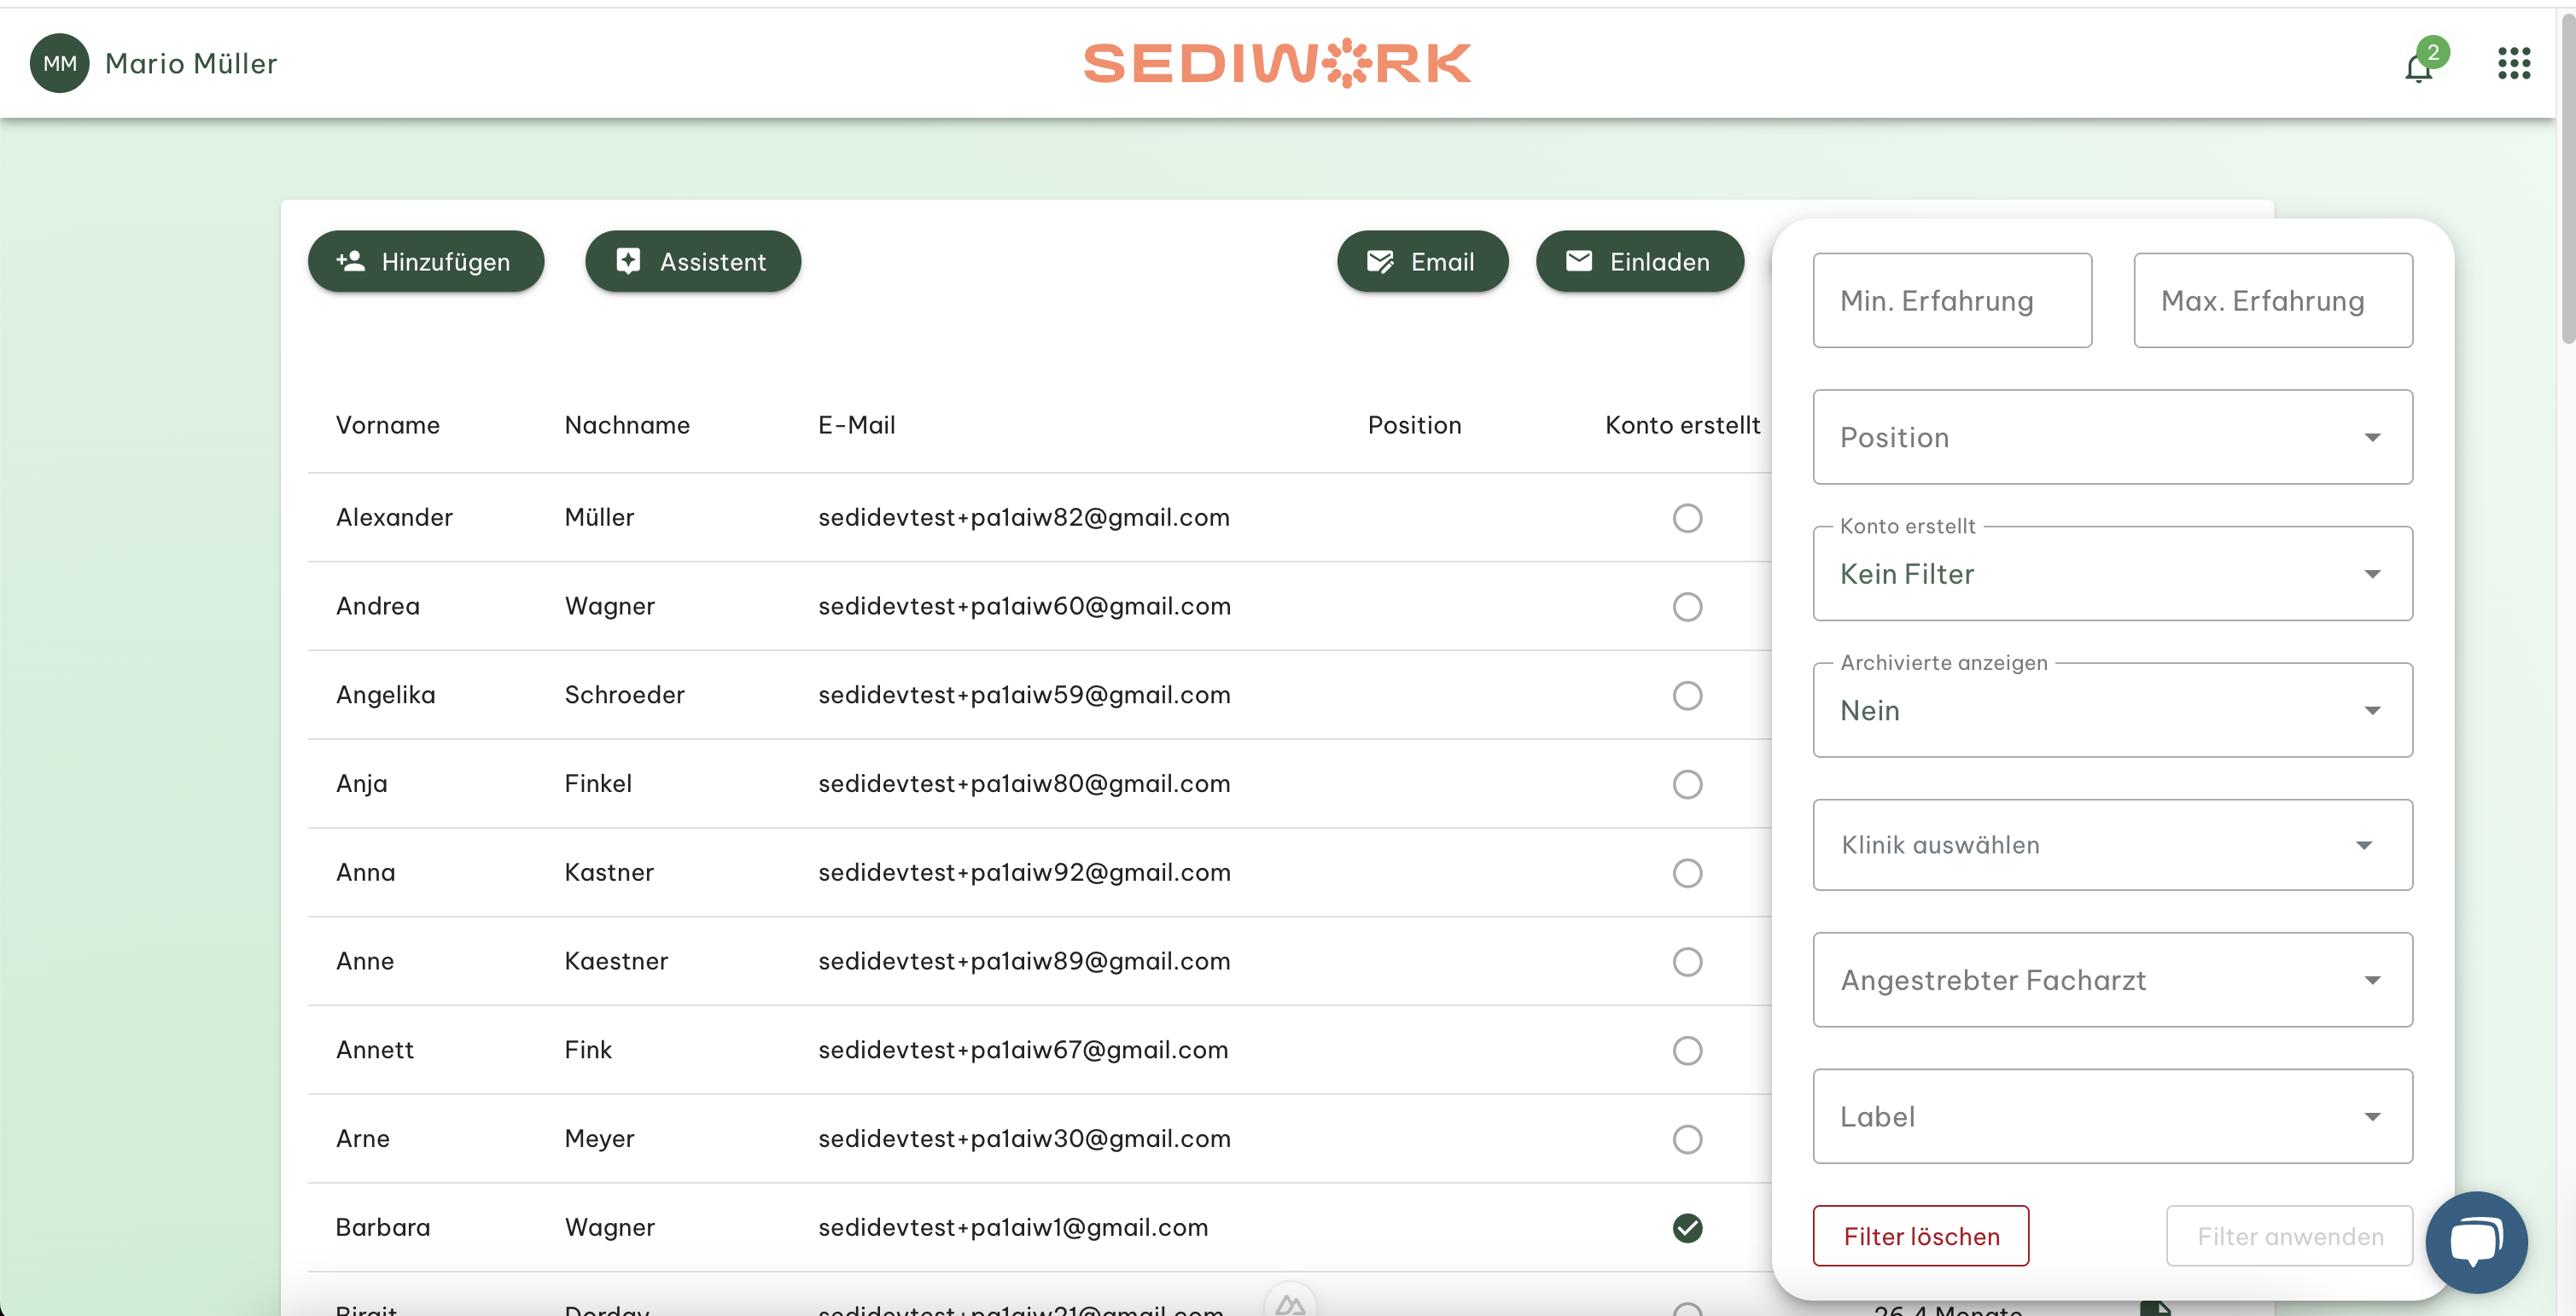 MM Mario Müller
SEDIWORK
2
Hinzufügen
Assistent
Email
Einladen
Vorname Nachname E-Mail Position Konto erstellt
Alexander Müller sedidevtest+pa1aiw82@gmail.com
Andrea Wagner sedidevtest+pa1aiw60@gmail.com
Angelika Schroeder sedidevtest+pa1aiw59@gmail.com
Anja Finkel sedidevtest+pa1aiw80@gmail.com
Anna Kastner sedidevtest+pa1aiw92@gmail.com
Anne Kaestner sedidevtest+pa1aiw89@gmail.com
Annett Fink sedidevtest+pa1aiw67@gmail.com
Arne Meyer sedidevtest+pa1aiw30@gmail.com
Barbara Wagner sedidevtest+pa1aiw1@gmail.com
Birgit sedidevtest+pa1aiw21@gmail.com 26.4 Monate
Min. Erfahrung
Max. Erfahrung
Position
Konto erstellt
Kein Filter
Archivierte anzeigen
Nein
Klinik auswählen
Angestrebter Facharzt
Label
Filter löschen
Filter anwenden